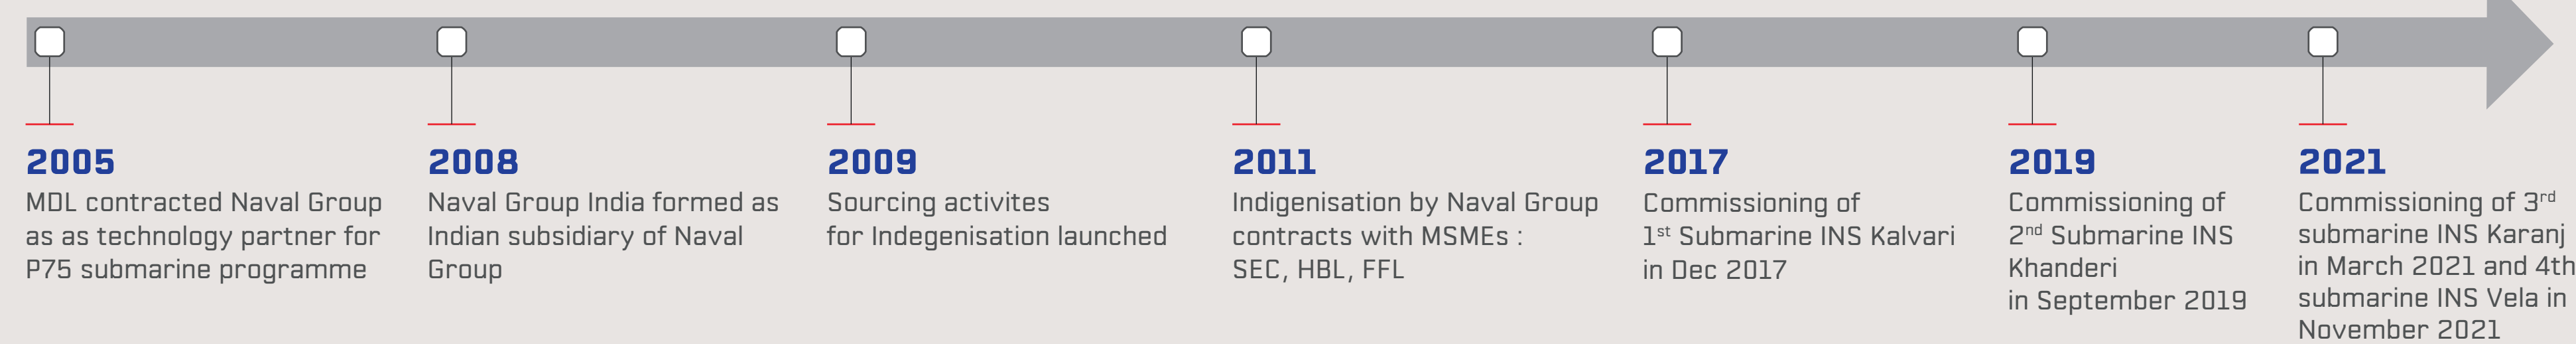 2005
MDL contracted Naval Group
as as technology partner for
P75 submarine programme
2008
Naval Group India formed as
Indian subsidiary of Naval
Group
2009
Sourcing activites
for Indegenisation launched
2011
Indigenisation by Naval Group
contracts with MSMEs :
SEC, HBL, FFL
2017
Commissioning of
1st Submarine INS Kalvari
in Dec 2017
2019
Commissioning of
2nd Submarine INS
Khanderi
in September 2019
2021
Commissioning of 3rd
submarine INS Karanj
in March 2021 and 4th
submarine INS Vela in
November 2021